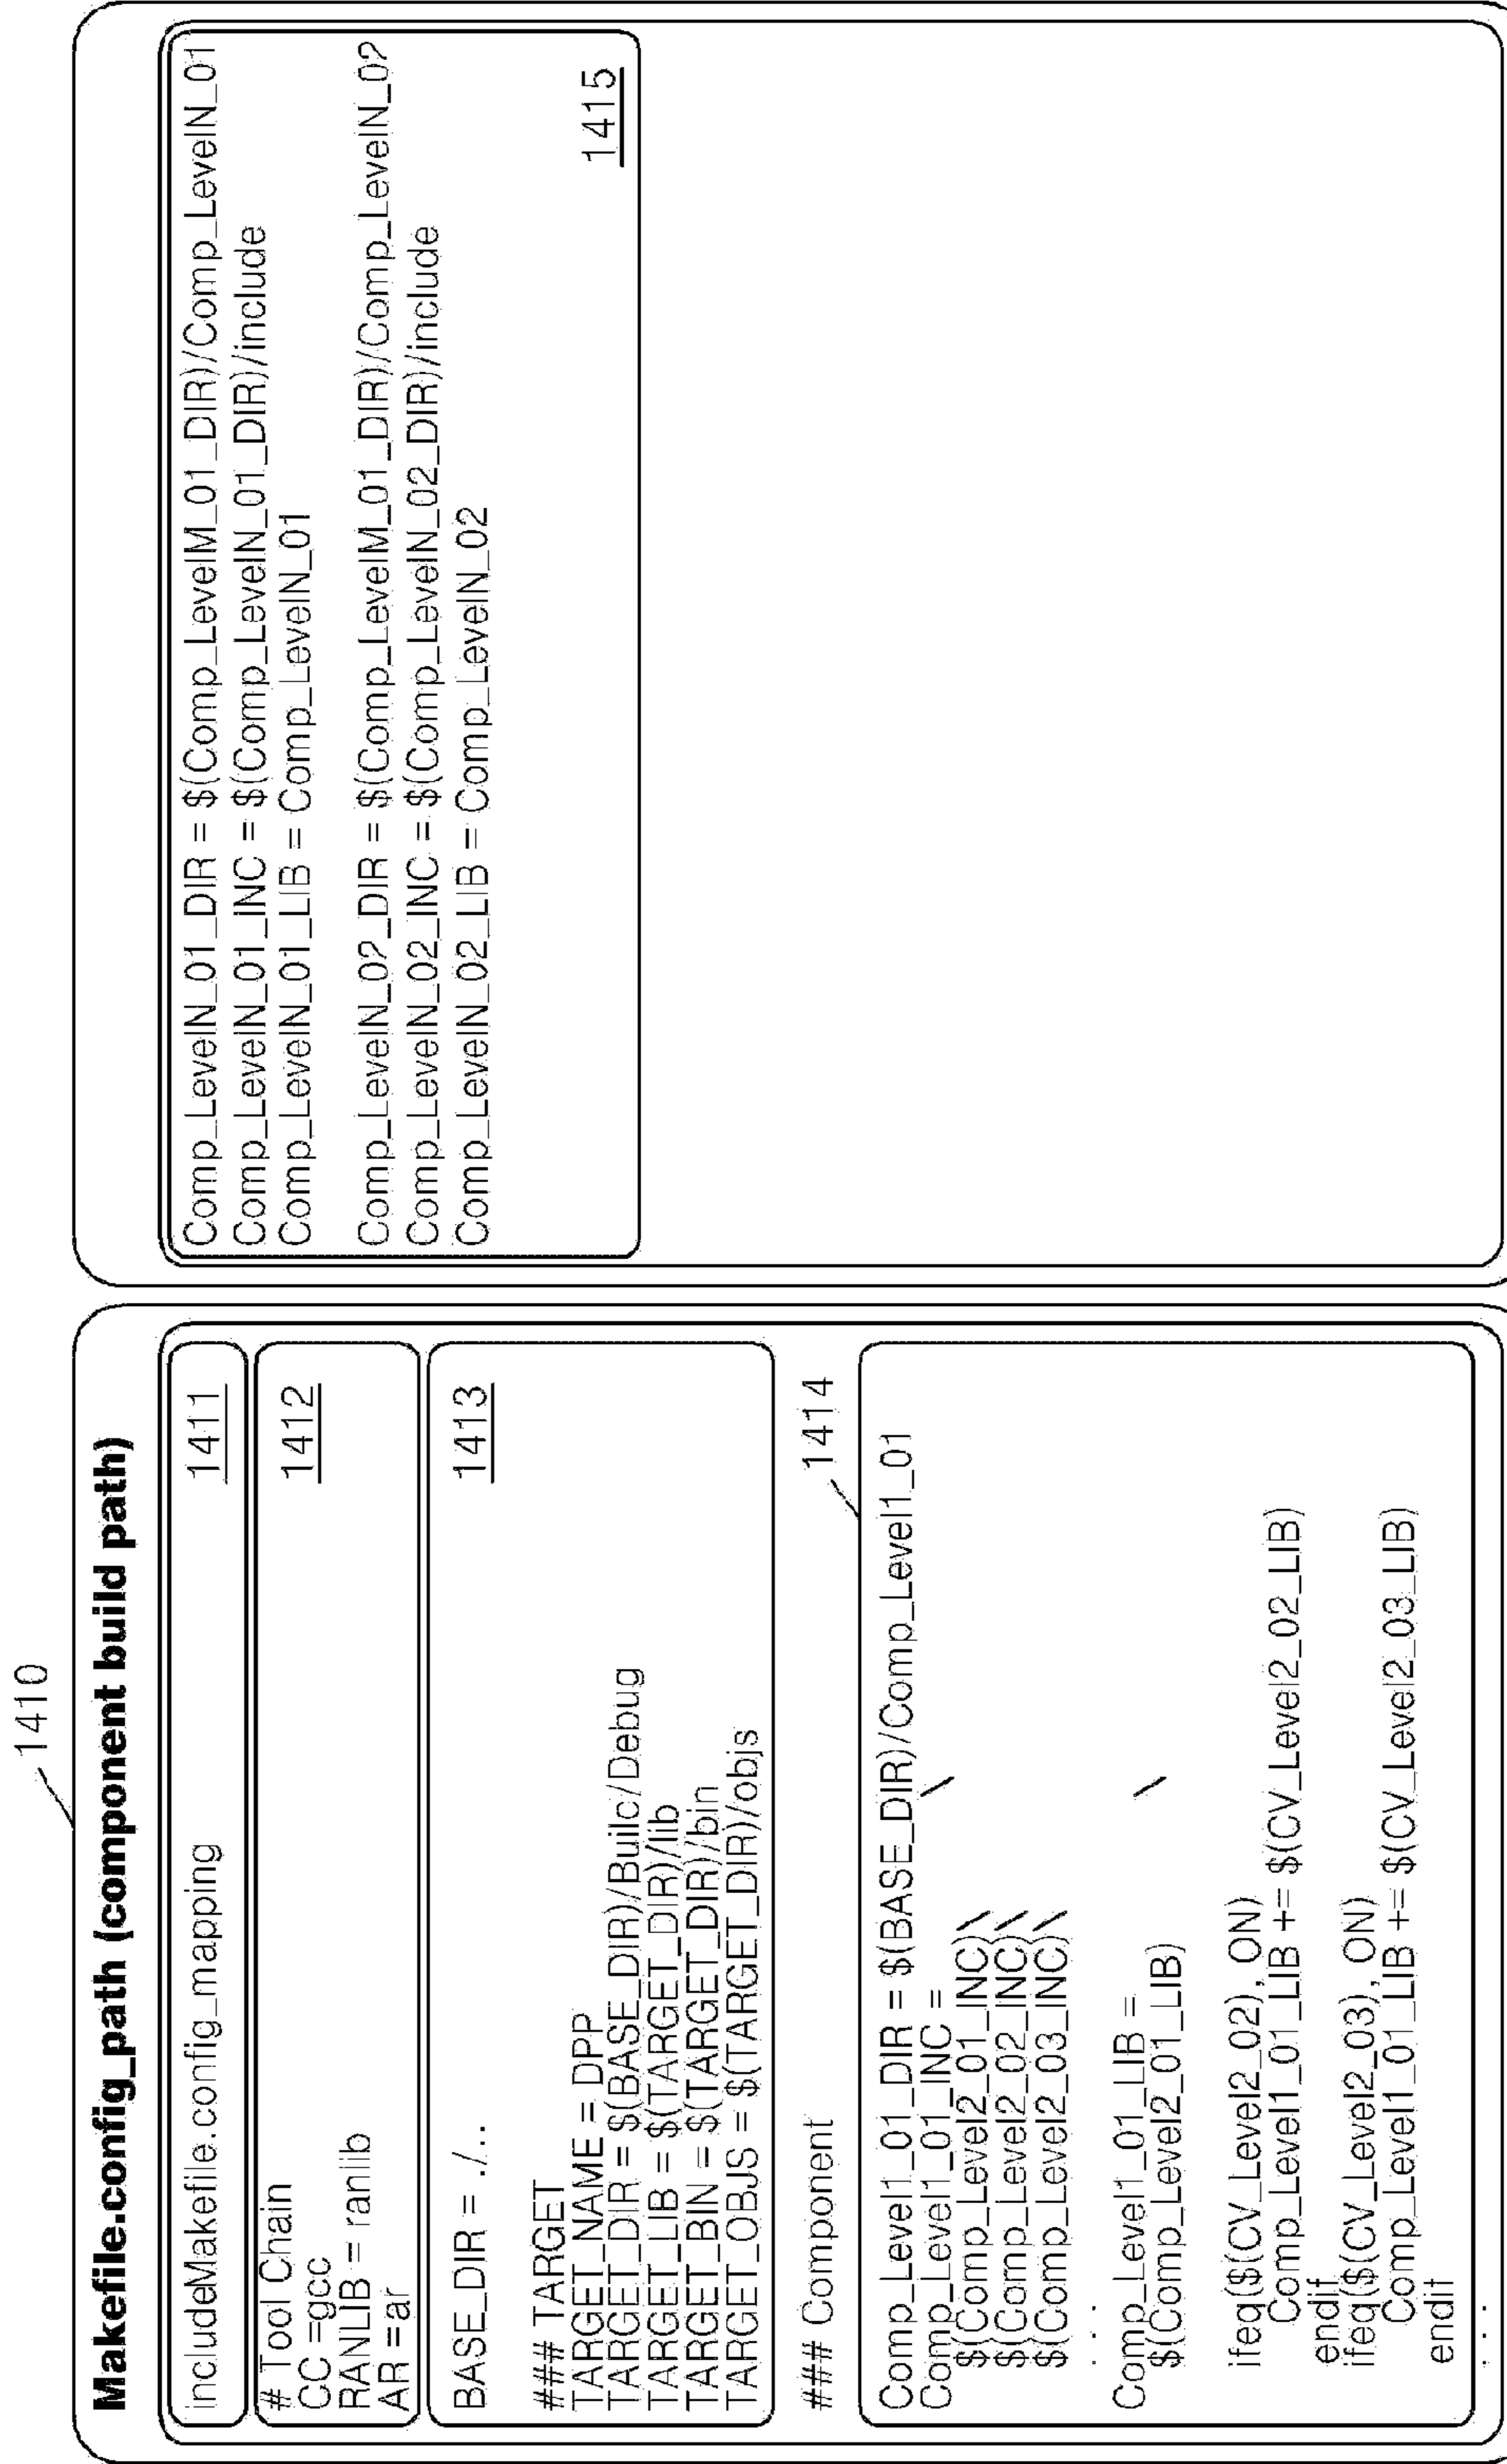 1410
Makefile.config_path (component build path)
includeMakefile.config_mapping
1411
# Tool Chain
CC =gcc
RANLIB = ranlib
AR =ar
1412
BASE_DIR = ./..
1413
### TARGET
TARGET_NAME = DPP
TARGET_DIR = $(BASE_DIR)/Build/Debug
TARGET_LIB = $(TARGET_DIR)/lib
TARGET_BIN = $(TARGET_DIR)/bin
TARGET_OBJS = $(TARGET_DIR)/objs
### Component
1414
Comp_Level1_01_DIR = $(BASE_DIR)/Comp_Level1_01
Comp_Level1_01_INC = \
$(Comp_Level2_01_INC)\
$(Comp_Level2_02_INC)\
$(Comp_Level2_03_INC)\
. . .
Comp_Level1_01_LIB = \
$(Comp_Level2_01_LIB)
ifeq($(CV_Level2_02), ON)
Comp_Level1_01_LIB += $(CV_Level2_02_LIB)
endif
ifeq($(CV_Level2_03), ON)
Comp_Level1_01_LIB += $(CV_Level2_03_LIB)
endif
. . .
Comp_LevelN_01_DIR = $(Comp_LevelM_01_DIR)/Comp_LevelN_01
Comp_LevelN_01_INC = $(Comp_LevelN_01_DIR)/include
Comp_LevelN_01_LIB = Comp_LevelN_01
Comp_LevelN_02_DIR = $(Comp_LevelM_01_DIR)/Comp_LevelN_02
Comp_LevelN_02_INC = $(Comp_LevelN_02_DIR)/include
Comp_LevelN_02_LIB = Comp_LevelN_02
1415